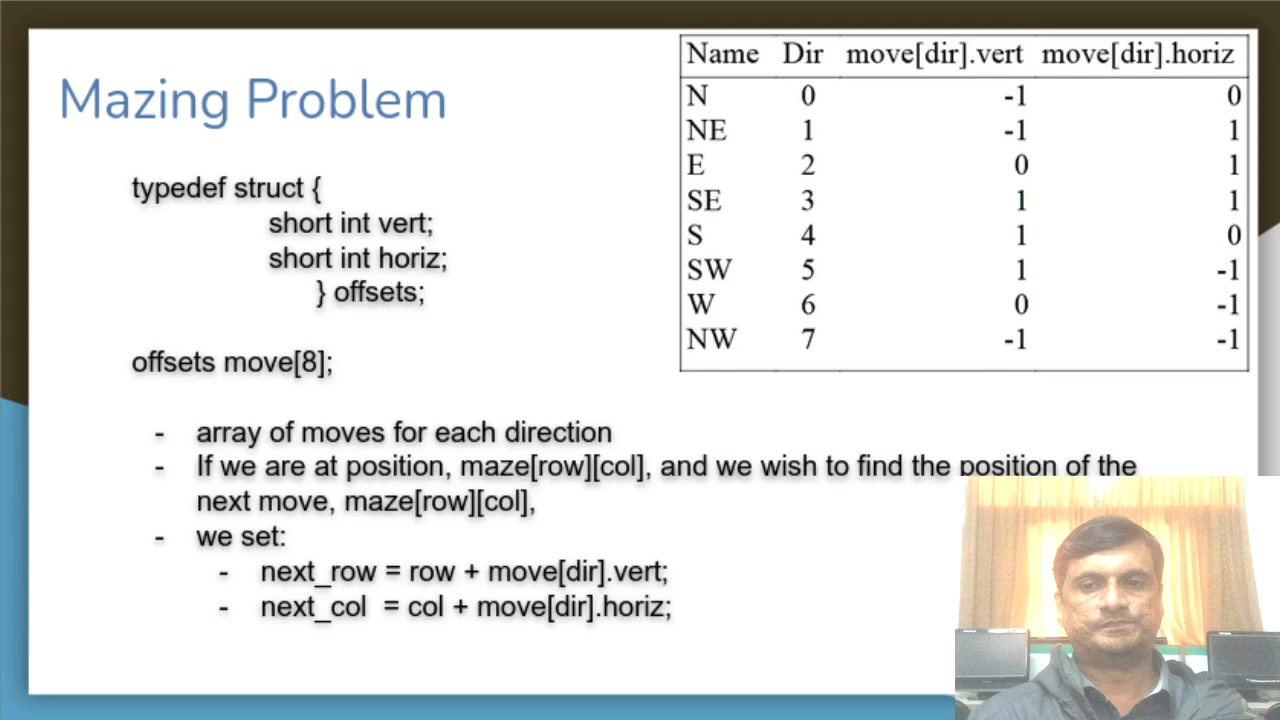 Mazing Problem
typedef struct {
short int vert;
short int horiz;
} offsets;
offsets move[8];
Name Dir move[dir].vert move[dir].horiz
N 0 -1 0
NE 1 -1 1
E 2 0 1
SE 3 1 1
S 4 1 0
SW 5 1 -1
W 6 0 -1
NW 7 -1 -1
- array of moves for each direction
- If we are at position, maze[row][col], and we wish to find the position of the
next move, maze[row][col],
- we set:
- next_row = row + move[dir].vert;
- next_col = col + move[dir].horiz;